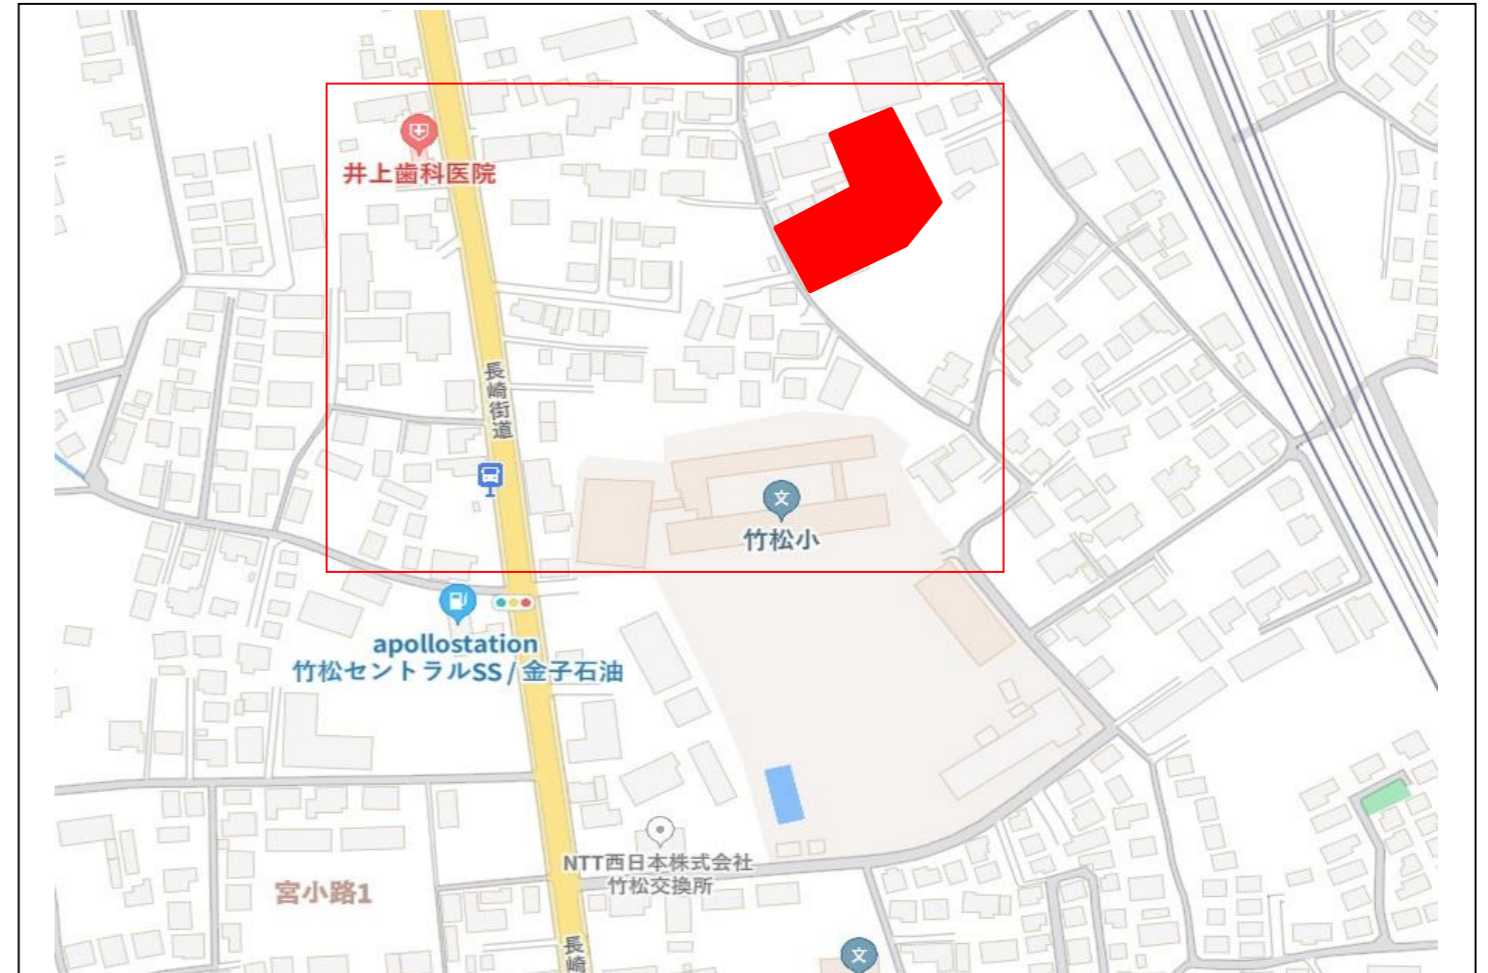 井上歯科医院
長崎街道
文
竹松小
apollostation
竹松セントラルSS / 金子石油
NTT西日本株式会社
竹松交換所
宮小路1
長崎
文